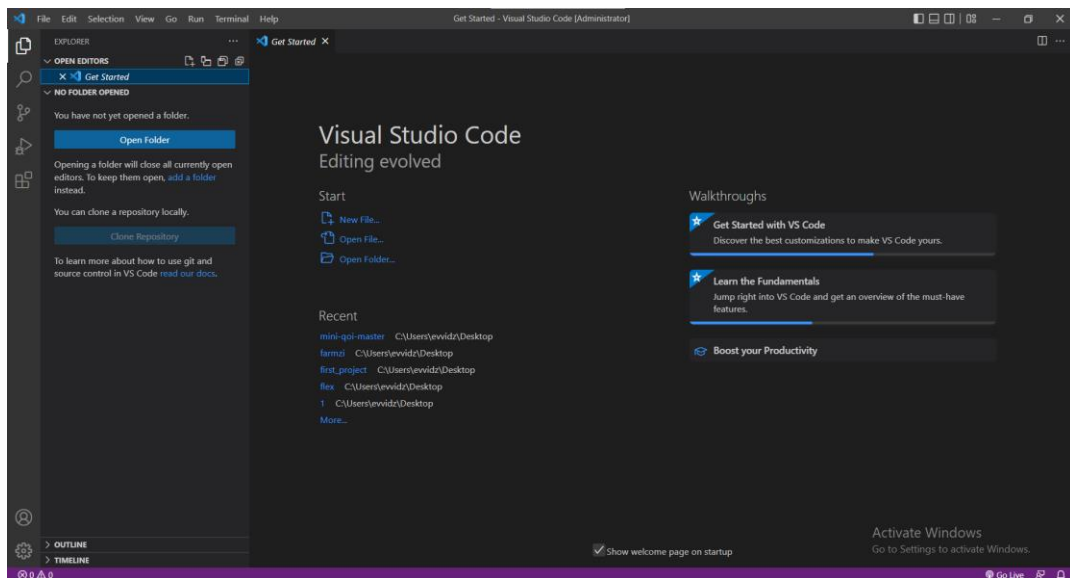 File Edit Selection View Go Run Terminal Help
Get Started - Visual Studio Code [Administrator]
EXPLORER
Get Started
OPEN EDITORS
Get Started
NO FOLDER OPENED
You have not yet opened a folder.
Open Folder
Opening a folder will close all currently open
editors. To keep them open, add a folder
instead.
You can clone a repository locally.
Clone Repository
To learn more about how to use git and
source control in VS Code read our docs.
OUTLINE
TIMELINE
Visual Studio Code
Editing evolved
Start
New File...
Open File...
Open Folder...
Recent
mini-qoi-master C:\Users\evvidz\Desktop
farmzi C:\Users\evvidz\Desktop
first_project C:\Users\evvidz\Desktop
flex C:\Users\evvidz\Desktop
1 C:\Users\evvidz\Desktop
More...
Walkthroughs
Get Started with VS Code
Discover the best customizations to make VS Code yours.
Learn the Fundamentals
Jump right into VS Code and get an overview of the must-have
features.
Boost your Productivity
Show welcome page on startup
Activate Windows
Go to Settings to activate Windows.
0 0
Go Live